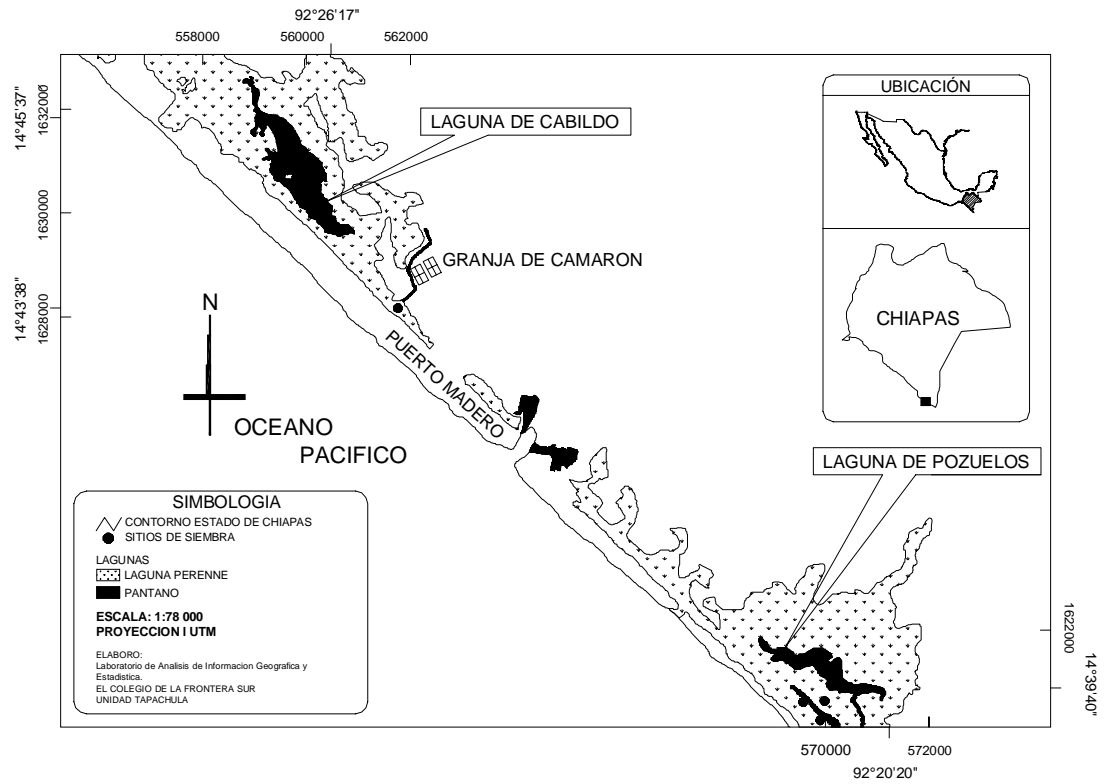 92°26'17"
558000
560000
562000
14°45'37"
1632000
1630000
14°43'38"
1628000
LAGUNA DE CABILDO
GRANJA DE CAMARON
N
OCEANO
PACIFICO
PUERTO MADERO
UBICACIÓN
CHIAPAS
LAGUNA DE POZUELOS
SIMBOLOGIA
CONTORNO ESTADO DE CHIAPAS
SITIOS DE SIEMBRA
LAGUNAS
LAGUNA PERENNE
PANTANO
ESCALA: 1:78 000
PROYECCION I UTM
ELABORO:
Laboratorio de Analisis de Informacion Geografica y
Estadistica.
EL COLEGIO DE LA FRONTERA SUR
UNIDAD TAPACHULA
1622000
14°39'40"
570000
572000
92°20'20"